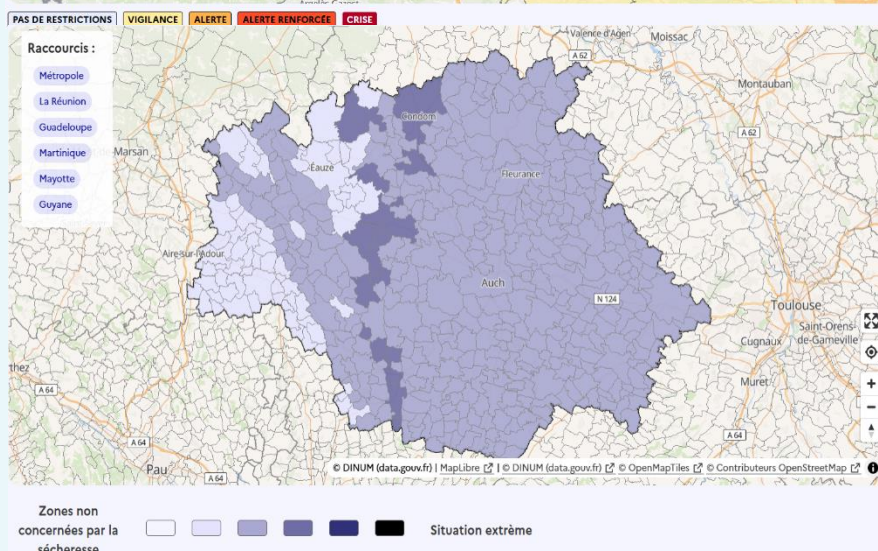 PAS DE RESTRICTIONS VIGILANCE ALERTE ALERTE RENFORCÉE CRISE
Raccourcis :
Métropole
La Réunion
Guadeloupe
Martinique
Mayotte
Guyane
Valence d'Agen
Moissac
A 62
Montauban
A 62
Condom
de-Marsan
Éauze
Fleurance
Aire-sur-l'Adour
Auch
N 124
Toulouse
Saint-Orens-
de-Gameville
Cugnaux
Muret
thez
A 64
A 64
A 64
Pau
A 64
© DINUM (data.gouv.fr) | MapLibre | © DINUM (data.gouv.fr) © OpenMapTiles © Contributeurs OpenStreetMap
Zones non
concernées par la
sécheresse
Situation extrême